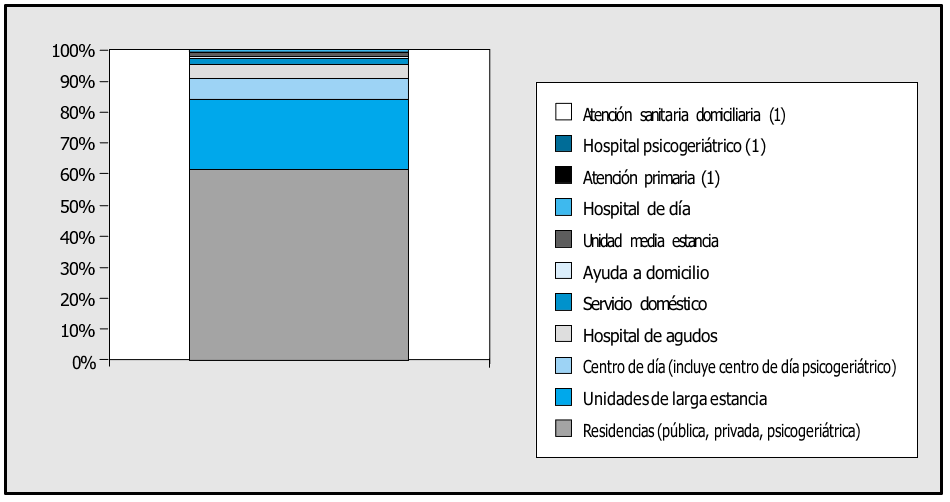 100%
90%
80%
70%
60%
50%
40%
30%
20%
10%
0%
Atención sanitaria domiciliaria (1)
Hospital psicogeriátrico (1)
Atención primaria (1)
Hospital de día
Unidad media estancia
Ayuda a domicilio
Servicio doméstico
Hospital de agudos
Centro de día (incluye centro de día psicogeriátrico)
Unidades de larga estancia
Residencias (pública, privada, psicogeriátrica)